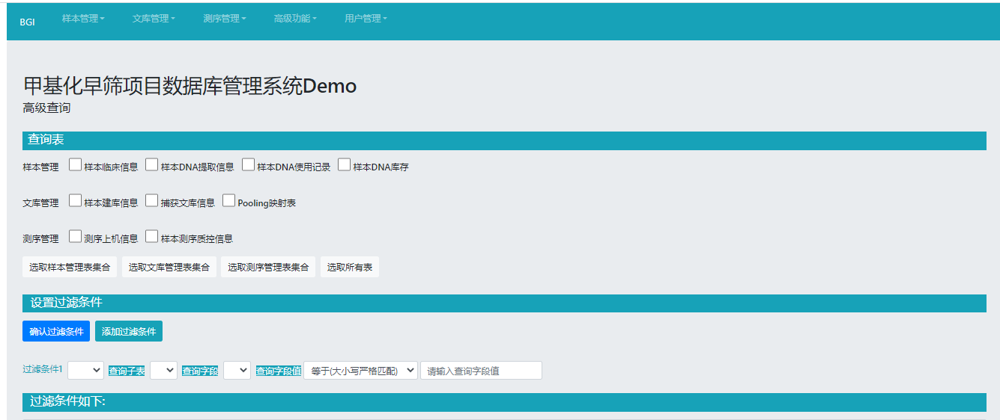 BGI 样本管理 文库管理 测序管理 高级功能 用户管理
甲基化早筛项目数据库管理系统Demo
高级查询
查询表
样本管理 样本临床信息 样本DNA提取信息 样本DNA使用记录 样本DNA库存
文库管理 样本建库信息 捕获文库信息 Pooling映射表
测序管理 测序上机信息 样本测序质控信息
选取样本管理表集合 选取文库管理表集合 选取测序管理表集合 选取所有表
设置过滤条件
确认过滤条件 添加过滤条件
过滤条件1 查询子表 查询字段 查询字段值 等于(大小写严格匹配) 请输入查询字段值
过滤条件如下: